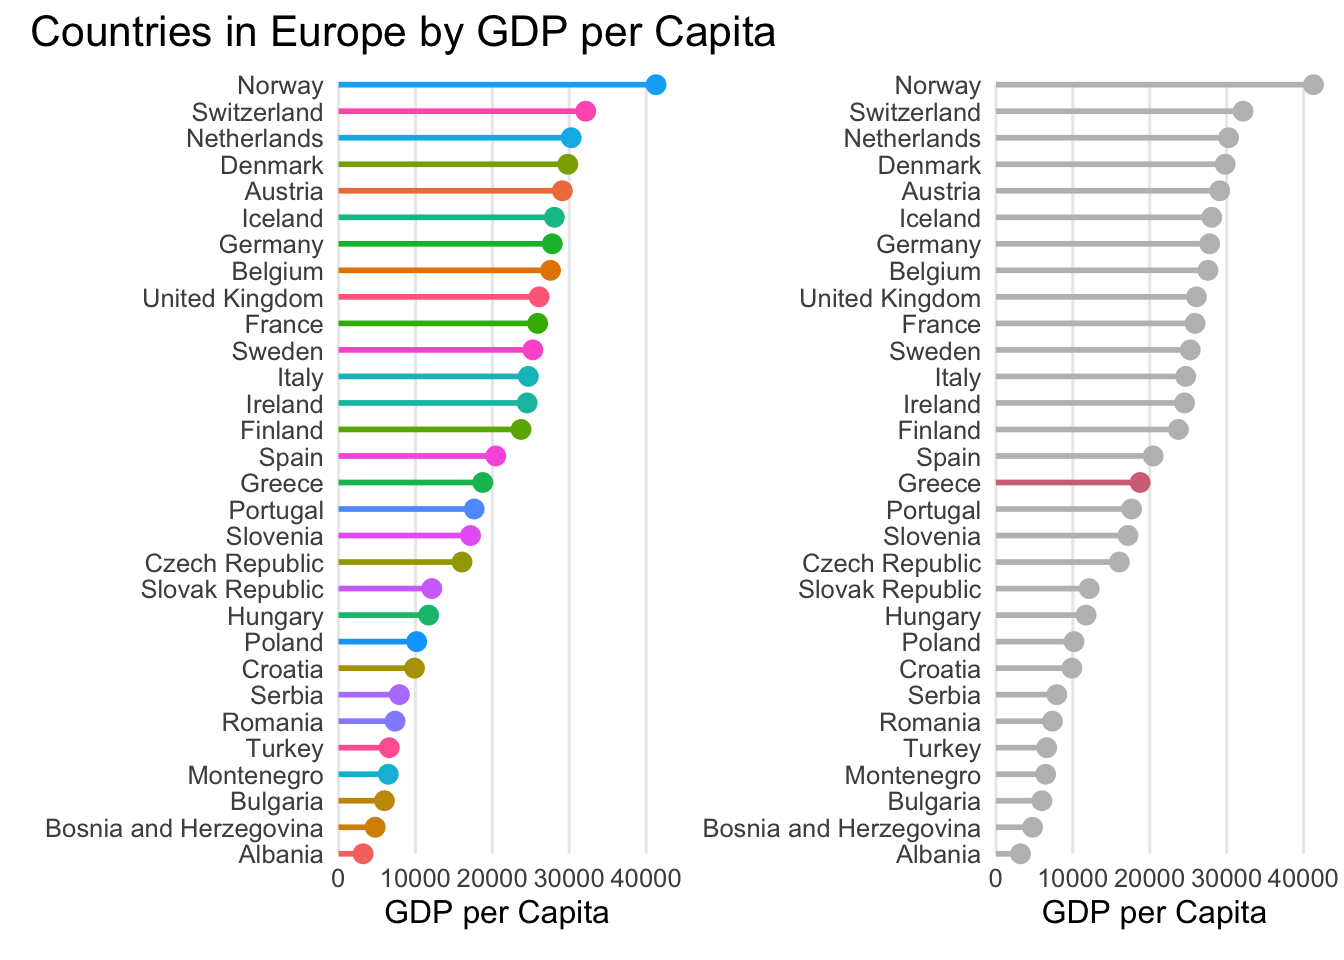 Countries in Europe by GDP per Capita
Norway
Switzerland
Netherlands
Denmark
Austria
Iceland
Germany
Belgium
United Kingdom
France
Sweden
Italy
Ireland
Finland
Spain
Greece
Portugal
Slovenia
Czech Republic
Slovak Republic
Hungary
Poland
Croatia
Serbia
Romania
Turkey
Montenegro
Bulgaria
Bosnia and Herzegovina
Albania
0 10000 20000 30000 40000
GDP per Capita
Norway
Switzerland
Netherlands
Denmark
Austria
Iceland
Germany
Belgium
United Kingdom
France
Sweden
Italy
Ireland
Finland
Spain
Greece
Portugal
Slovenia
Czech Republic
Slovak Republic
Hungary
Poland
Croatia
Serbia
Romania
Turkey
Montenegro
Bulgaria
Bosnia and Herzegovina
Albania
0 10000 20000 30000 40000
GDP per Capita